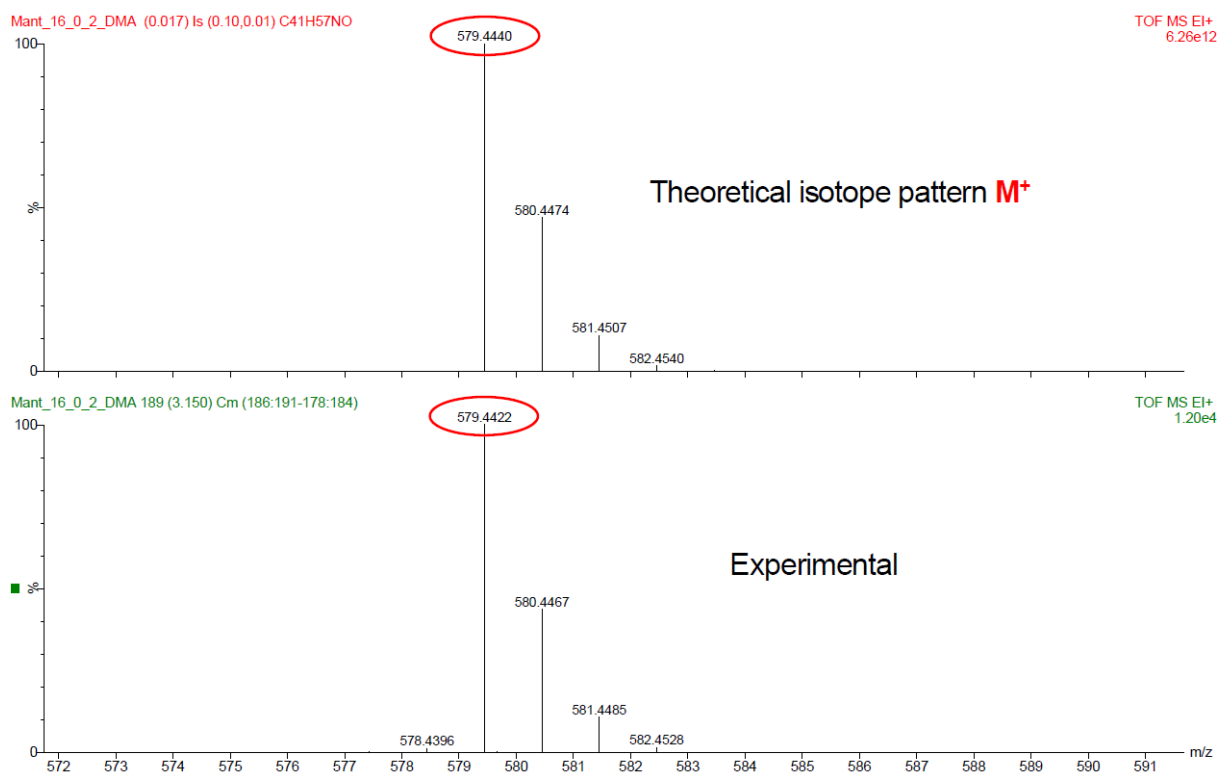 Mant_16_0_2_DMA (0.017) Is (0.10,0.01) C41H57NO
TOF MS EI+
6.26e12
100
579.4440
Theoretical isotope pattern M+
%
580.4474
581.4507
582.4540
0
Mant_16_0_2_DMA 189 (3.150) Cm (186:191-178:184)
TOF MS EI+
1.20e4
100
579.4422
Experimental
%
580.4467
581.4485
578.4396
582.4528
0
m/z
572 573 574 575 576 577 578 579 580 581 582 583 584 585 586 587 588 589 590 591